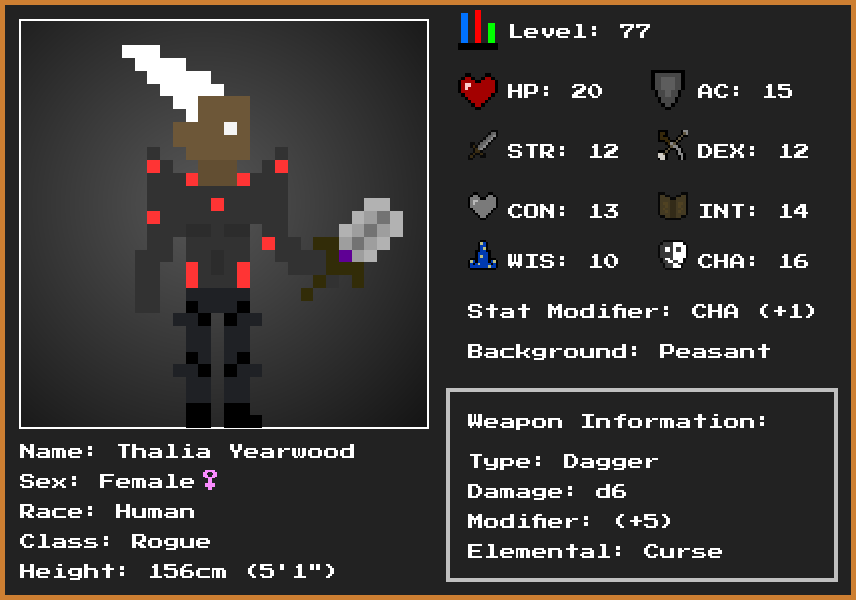 Level: 77
HP: 20 AC: 15
STR: 12 DEX: 12
CON: 13 INT: 14
WIS: 10 CHA: 16
Stat Modifier: CHA (+1)
Background: Peasant
Weapon Information:
Type: Dagger
Damage: d6
Modifier: (+5)
Elemental: Curse
Name: Thalia Yearwood
Sex: Female♀
Race: Human
Class: Rogue
Height: 156cm (5'1")